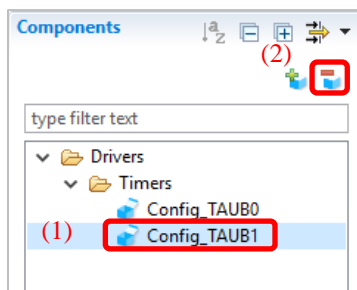 Components
a
z
(2)
type filter text
Drivers
Timers
Config_TAUB0
(1) Config_TAUB1